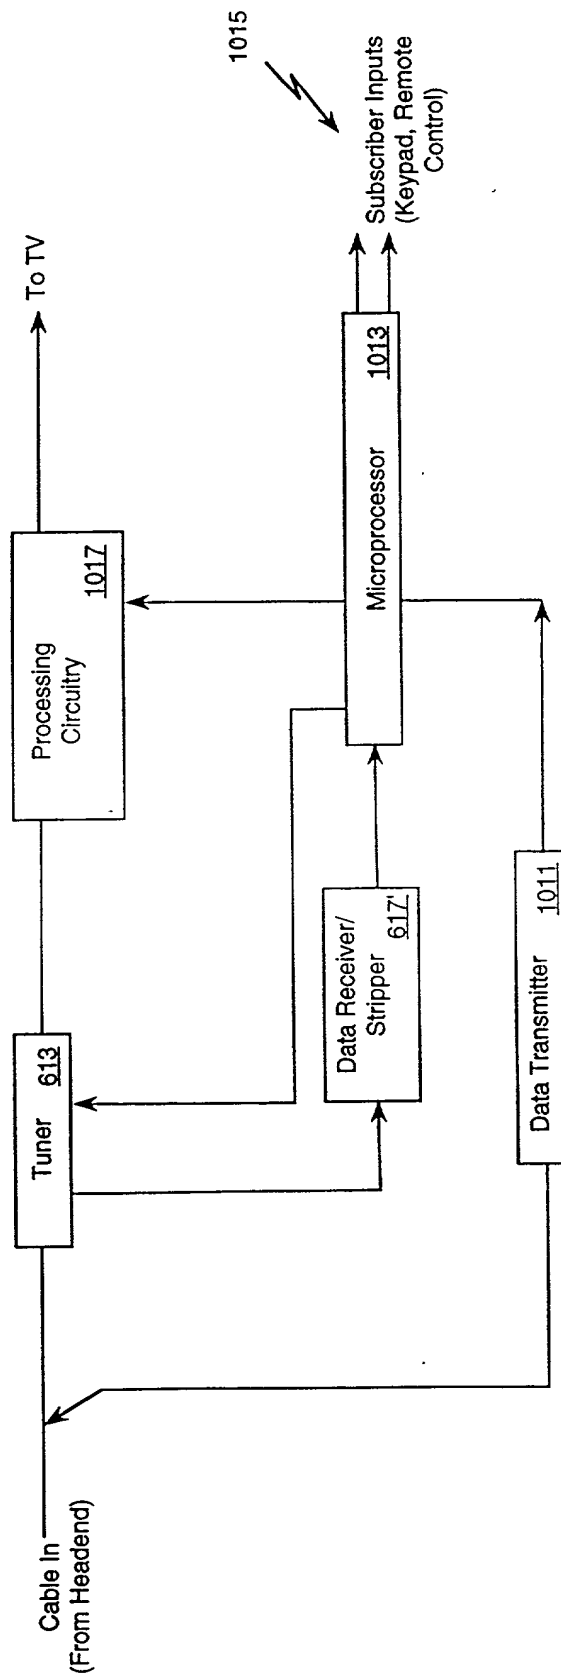 Cable In
(From Headend)
Tuner 613
Processing
Circuitry
1017
To TV
Data Receiver/
Stripper
617'
Microprocessor 1013
Subscriber Inputs
(Keypad, Remote
Control)
1015
Data Transmitter
1011